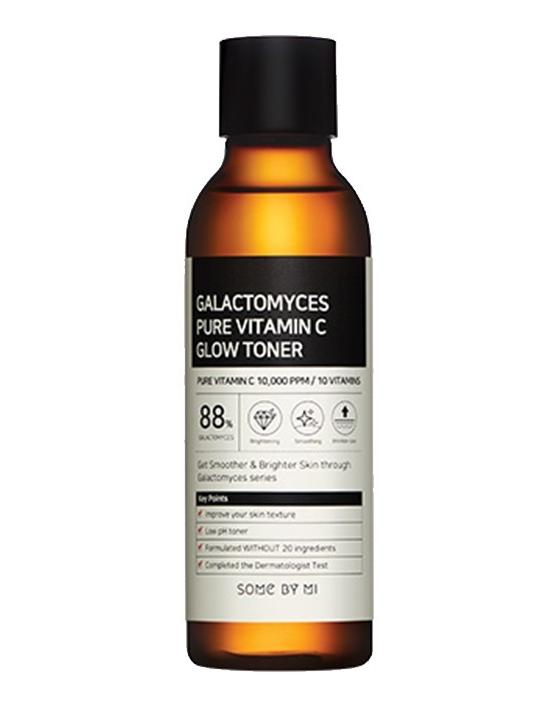 GALACTOMYCES
PURE VITAMIN C
GLOW TONER
PURE VITAMIN C 10,000 PPM / 10 VITAMINS
88%
GALACTOMYCES
Brightening
Smoothing
Wrinkle Care
Get Smoother & Brighter Skin through
Galactomyces series
Key Points
Improve your skin texture
Low pH toner
Formulated WITHOUT 20 ingredients
Completed the Dermatologist Test
SOME BY MI